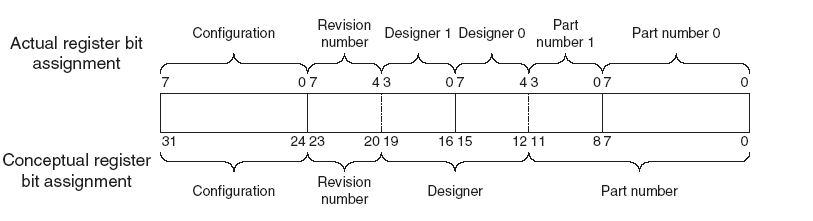 Actual register bit
assignment
Configuration
Revision
number
Designer 1
Designer 0
Part
number 1
Part number 0
7 0 7 4 3 0 7 4 3 0 7 0
31 24 23 20 19 16 15 12 11 8 7 0
Conceptual register
bit assignment
Configuration
Revision
number
Designer
Part number